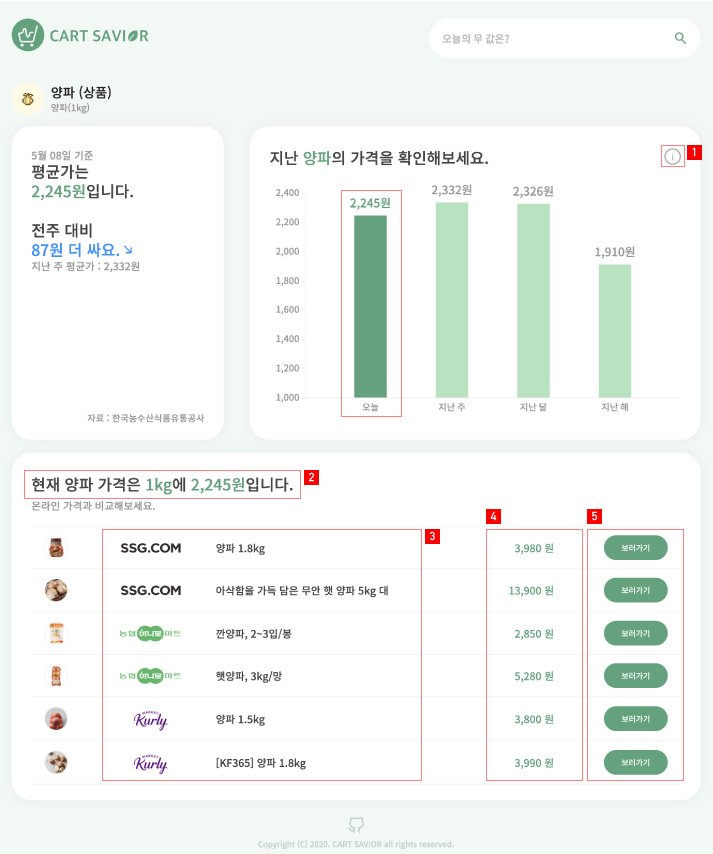 CART SAVIOR
오늘의 무 값은?
양파 (상품)
양파(1kg)
5월 08일 기준
평균가는
2,245원입니다.
전주 대비
87원 더 싸요.↘
지난 주 평균가 : 2,332원
자료 : 한국농수산식품유통공사
지난 양파의 가격을 확인해보세요.
1
2,400
2,200
2,000
1,800
1,600
1,400
1,200
1,000
2,245원
2,332원
2,326원
1,910원
오늘
지난 주
지난 달
지난 해
현재 양파 가격은 1kg에 2,245원입니다.
2
온라인 가격과 비교해보세요.
3
4
5
SSG.COM 양파 1.8kg 3,980 원 보러가기
SSG.COM 아삭함을 가득 담은 무안 햇 양파 5kg 대 13,900 원 보러가기
농협 하나로 마트 깐양파, 2~3입/봉 2,850 원 보러가기
농협 하나로 마트 햇양파, 3kg/망 5,280 원 보러가기
MARKET Kurly 양파 1.5kg 3,800 원 보러가기
MARKET Kurly [KF365] 양파 1.8kg 3,990 원 보러가기
Copyright (C) 2020. CART SAVIOR all rights reserved.